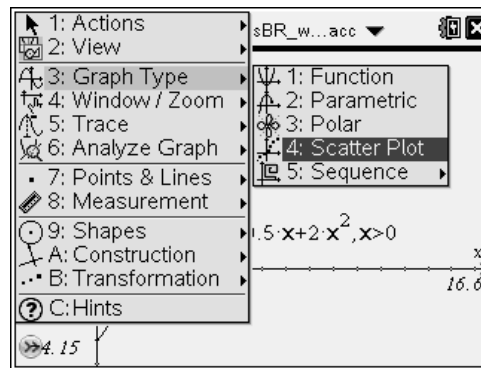 1: Actions
2: View
3: Graph Type
4: Window / Zoom
5: Trace
6: Analyze Graph
7: Points & Lines
8: Measurement
9: Shapes
A: Construction
B: Transformation
C: Hints
sBR_w...acc
1: Function
2: Parametric
3: Polar
4: Scatter Plot
5: Sequence
.5·x+2·x²,x>0
x
16.6
4.15